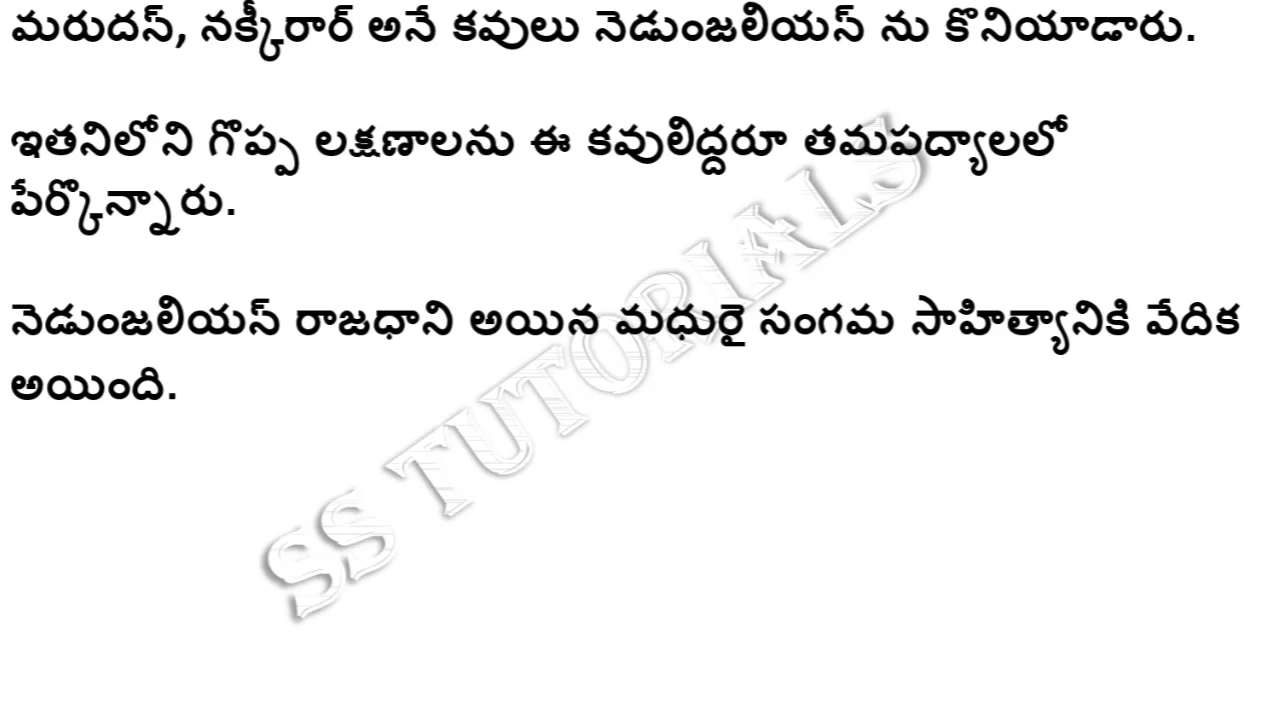 మరుదస్, నక్కీరార్ అనే కవులు నెడుంజలియస్ ను కొనియాడారు.
ఇతనిలోని గొప్ప లక్షణాలను ఈ కవులిద్దరూ తమపద్యాలలో
పేర్కొన్నారు.
నెడుంజలియస్ రాజధాని అయిన మధురై సంగమ సాహిత్యానికి వేదిక
అయింది.
SS TUTORIALS